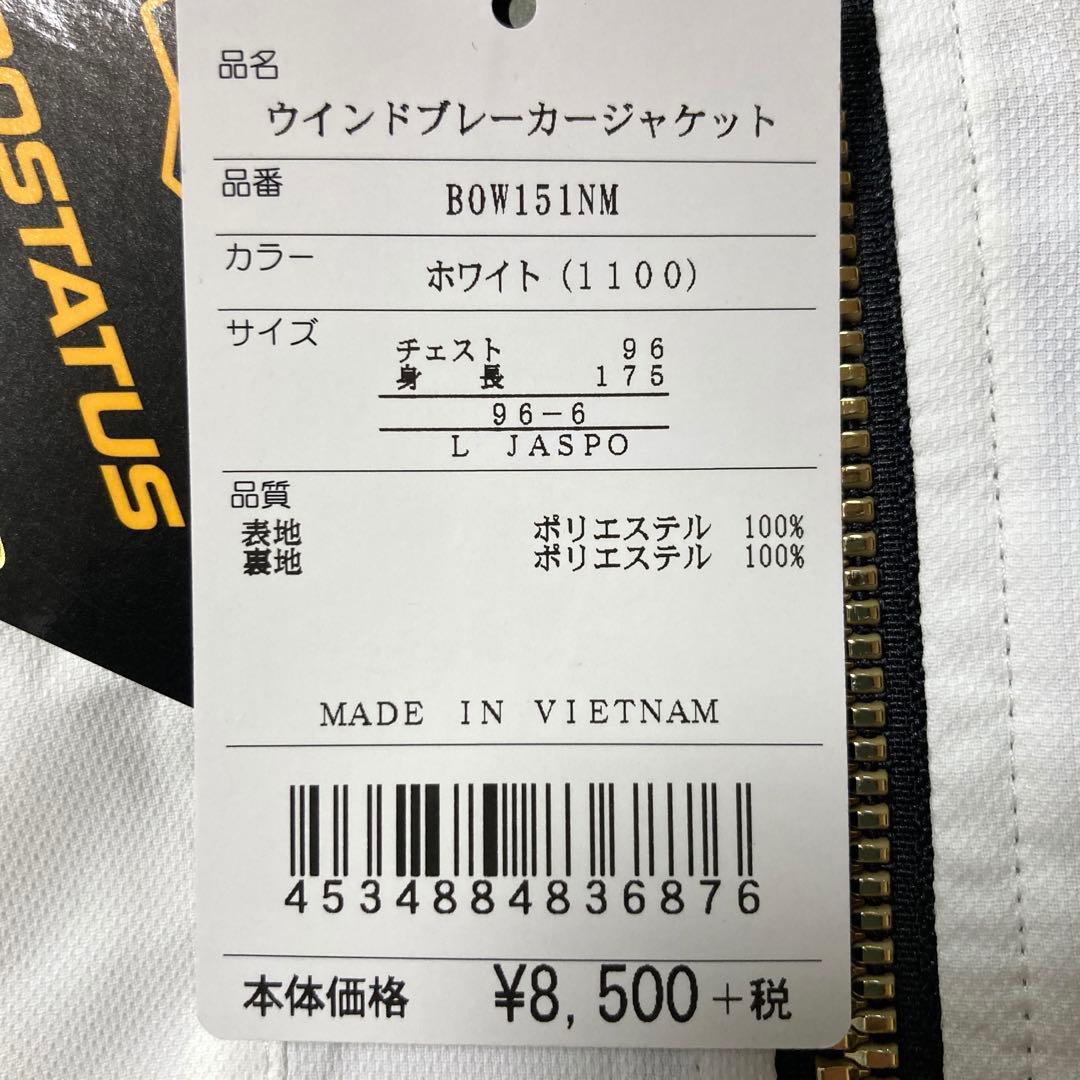 OSTATUS
品名
ウインドブレーカージャケット
品番
BOW151NM
カラー
ホワイト(1100)
サイズ
チェスト 96
身長 175
96-6
L JASPO
品質
表地 ポリエステル 100%
裏地 ポリエステル 100%
MADE IN VIETNAM
4534884836876
本体価格 ¥8,500+税